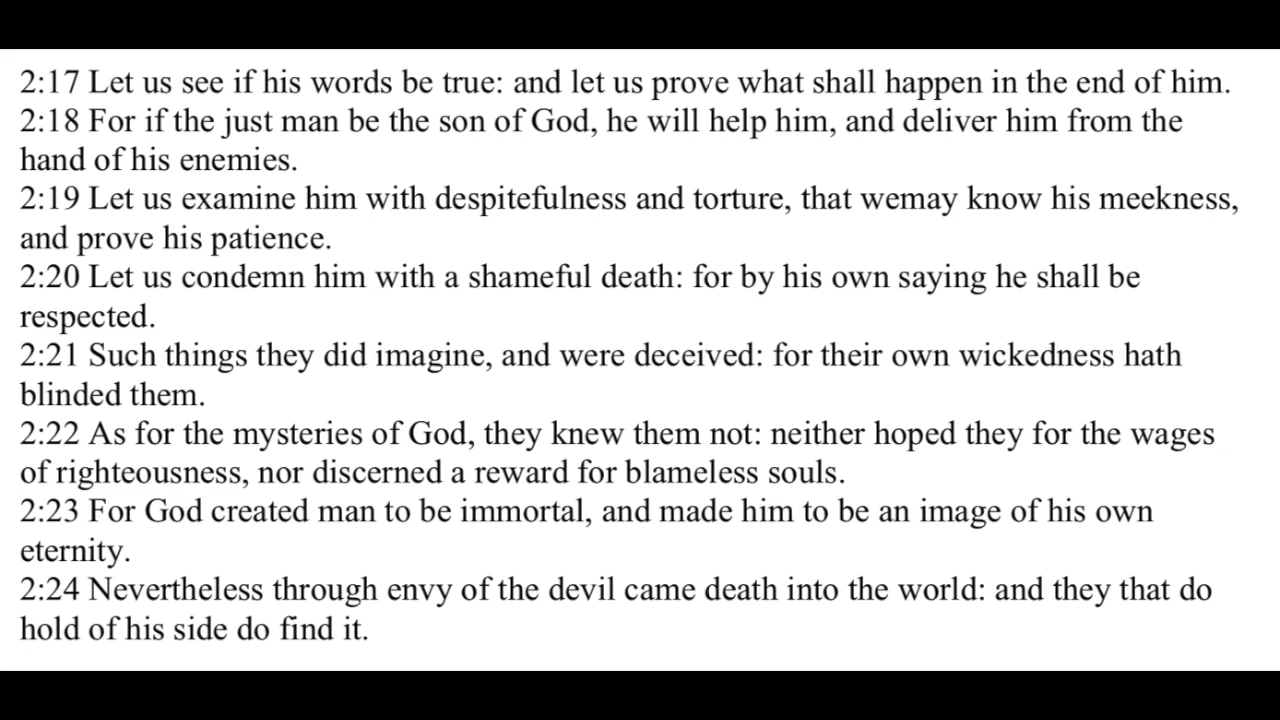 2:17 Let us see if his words be true: and let us prove what shall happen in the end of him.
2:18 For if the just man be the son of God, he will help him, and deliver him from the
hand of his enemies.
2:19 Let us examine him with despitefulness and torture, that wemay know his meekness,
and prove his patience.
2:20 Let us condemn him with a shameful death: for by his own saying he shall be
respected.
2:21 Such things they did imagine, and were deceived: for their own wickedness hath
blinded them.
2:22 As for the mysteries of God, they knew them not: neither hoped they for the wages
of righteousness, nor discerned a reward for blameless souls.
2:23 For God created man to be immortal, and made him to be an image of his own
eternity.
2:24 Nevertheless through envy of the devil came death into the world: and they that do
hold of his side do find it.